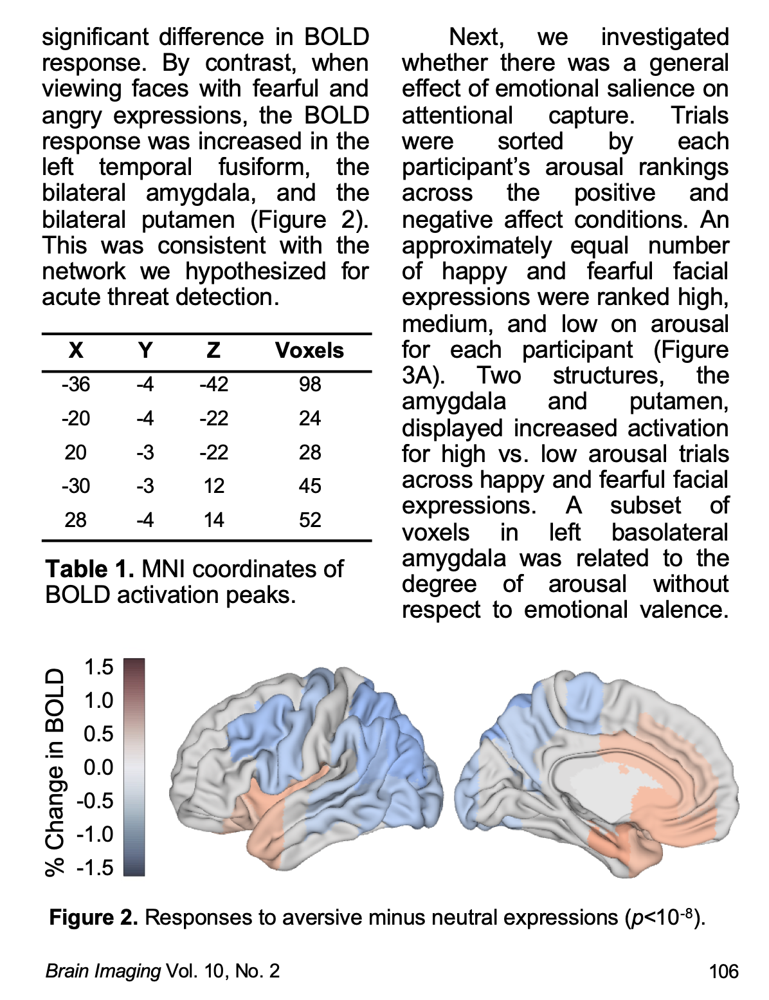 significant difference in BOLD
response. By contrast, when
viewing faces with fearful and
angry expressions, the BOLD
response was increased in the
left temporal fusiform, the
bilateral amygdala, and the
bilateral putamen (Figure 2).
This was consistent with the
network we hypothesized for
acute threat detection.
X Y Z Voxels
-36 -4 -42 98
-20 -4 -22 24
20 -3 -22 28
-30 -3 12 45
28 -4 14 52
Table 1. MNI coordinates of
BOLD activation peaks.
Next, we investigated
whether there was a general
effect of emotional salience on
attentional capture. Trials
were sorted by each
participant’s arousal rankings
across the positive and
negative affect conditions. An
approximately equal number
of happy and fearful facial
expressions were ranked high,
medium, and low on arousal
for each participant (Figure
3A). Two structures, the
amygdala and putamen,
displayed increased activation
for high vs. low arousal trials
across happy and fearful facial
expressions. A subset of
voxels in left basolateral
amygdala was related to the
degree of arousal without
respect to emotional valence.
% Change in BOLD
1.5
1.0
0.5
0.0
-0.5
-1.0
-1.5
Figure 2. Responses to aversive minus neutral expressions (p<10-8).
Brain Imaging Vol. 10, No. 2
106